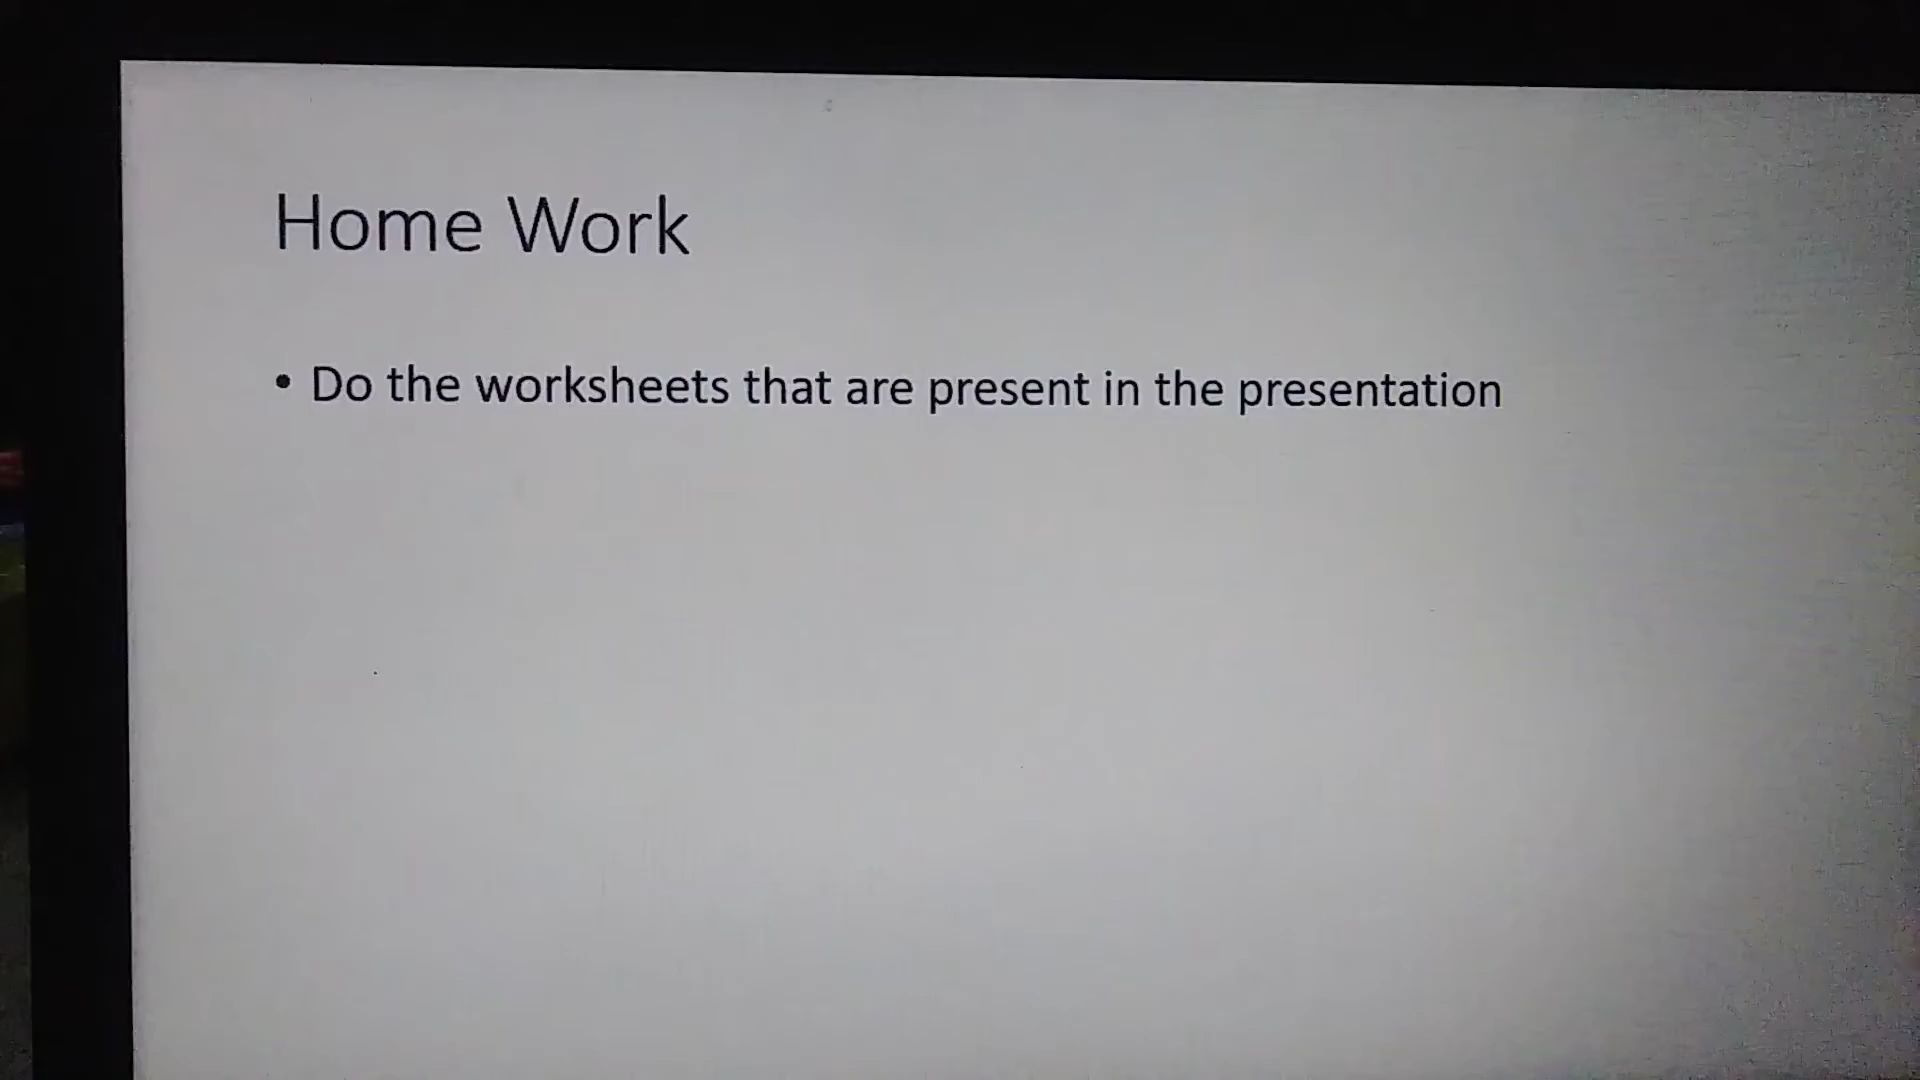 Home Work
• Do the worksheets that are present in the presentation